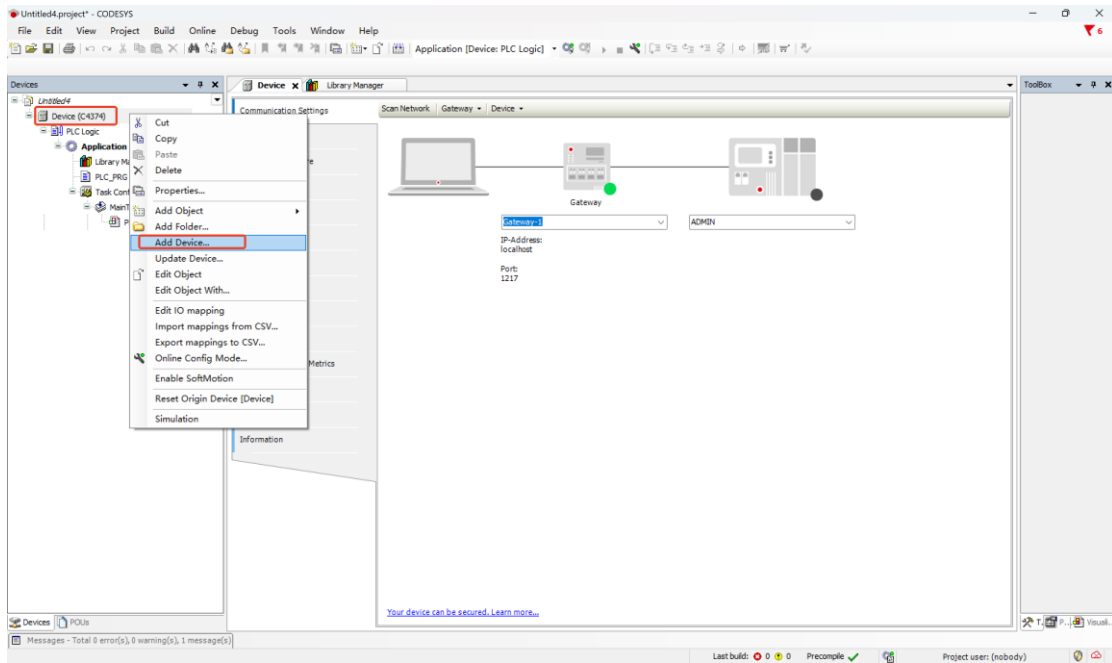 Untitled4.project* - CODESYS
File Edit View Project Build Online Debug Tools Window Help
6
Application [Device: PLC Logic]
Devices
Device
Library Manager
ToolBox
Untitled4
Device (C4374)
PLC Logic
Application
Library M
PLC_PRG
Task Cont
MainT
P
Cut
Copy
Paste
Delete
Properties...
Add Object
Add Folder...
Add Device...
Update Device...
Edit Object
Edit Object With...
Edit IO mapping
Import mappings from CSV...
Export mappings to CSV...
Online Config Mode...
Enable SoftMotion
Reset Origin Device [Device]
Simulation
Communication Settings
e
Metrics
Information
Scan Network Gateway Device
Gateway
Gateway-1
ADMIN
IP-Address:
localhost
Port:
1217
Your device can be secured. Learn more...
Devices POUs
T. P... Visuali...
Messages - Total 0 error(s), 0 warning(s), 1 message(s)
Last build: 0 0 Precompile Project user: (nobody)